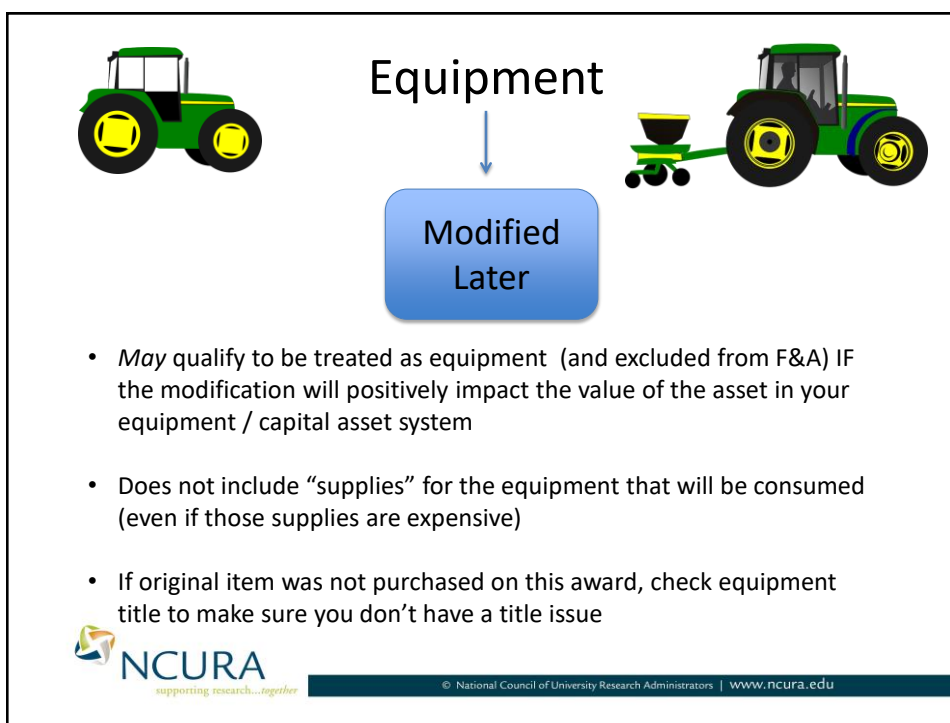 Equipment
Modified
Later
• May qualify to be treated as equipment (and excluded from F&A) IF
the modification will positively impact the value of the asset in your
equipment / capital asset system
• Does not include “supplies” for the equipment that will be consumed
(even if those supplies are expensive)
• If original item was not purchased on this award, check equipment
title to make sure you don’t have a title issue
NCURA
supporting research...together
© National Council of University Research Administrators | www.ncura.edu